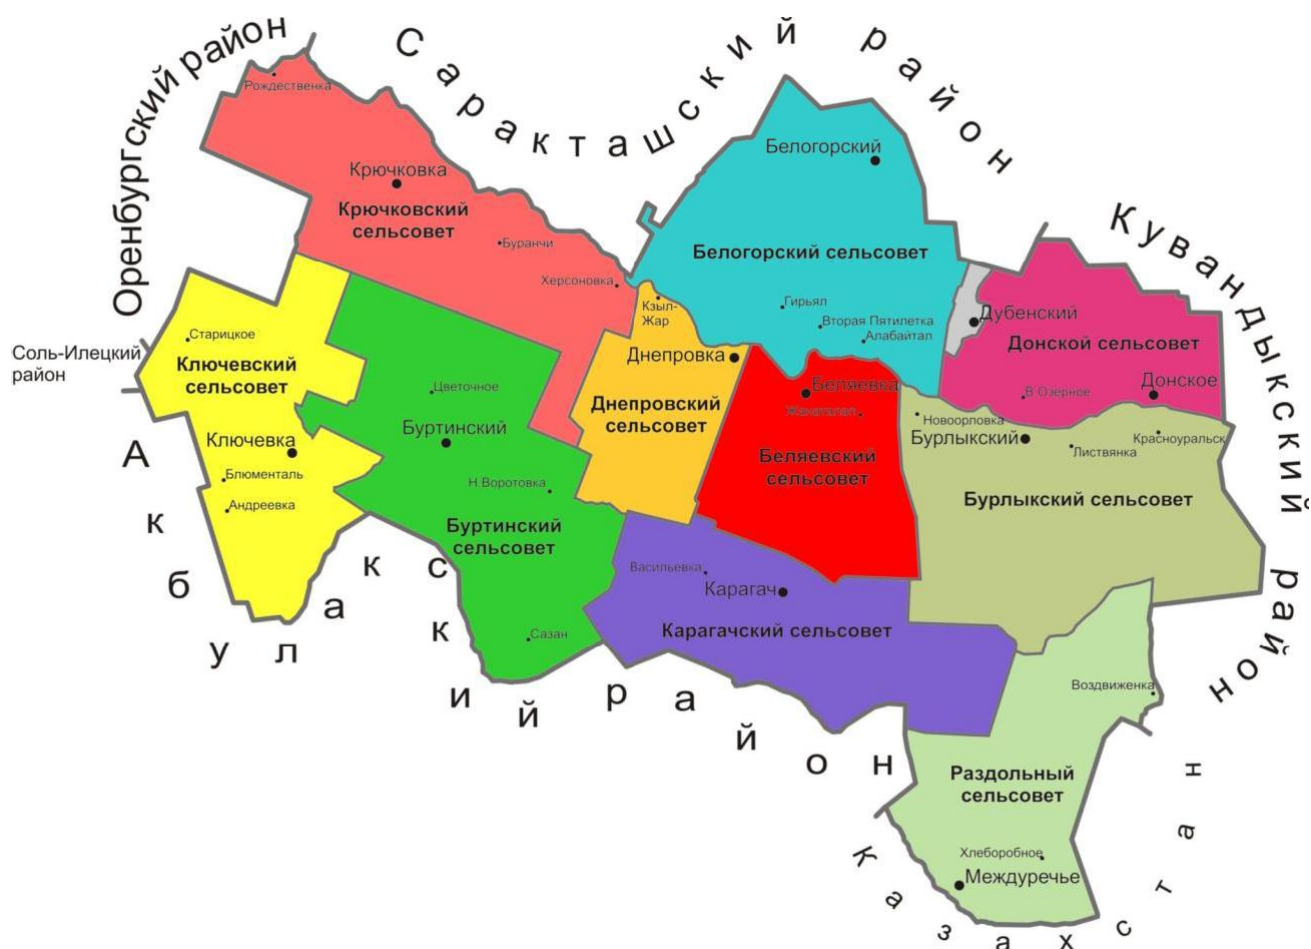 Оренбургский район
Саракташский район
Кувандыкский район
Соль-Илецкий
район
Акбулакский район
Казахстан
Рождественка
Крючковка
Крючковский
сельсовет
Буранчи
Херсоновка
Белогорский
Белогорский сельсовет
Гирьял
Вторая Пятилетка
Алабайтал
Дубенский
Донской сельсовет
В Озерное
Донское
Старицкое
Ключевский
сельсовет
Ключевка
Блюменталь
Андреевка
Цветочное
Буртинский
Н.Воротовка
Буртинский
сельсовет
Сазан
Кзыл-
Жар
Днепровка
Днепровский
сельсовет
Беляевка
Жанаталап
Беляевский
сельсовет
Новоорловка
Бурлыкский
Листвянка
Красноуральск
Бурлыкский сельсовет
Васильевка
Карагач
Карагачский сельсовет
Воздвиженка
Раздольный
сельсовет
Хлеборобное
Междуречье